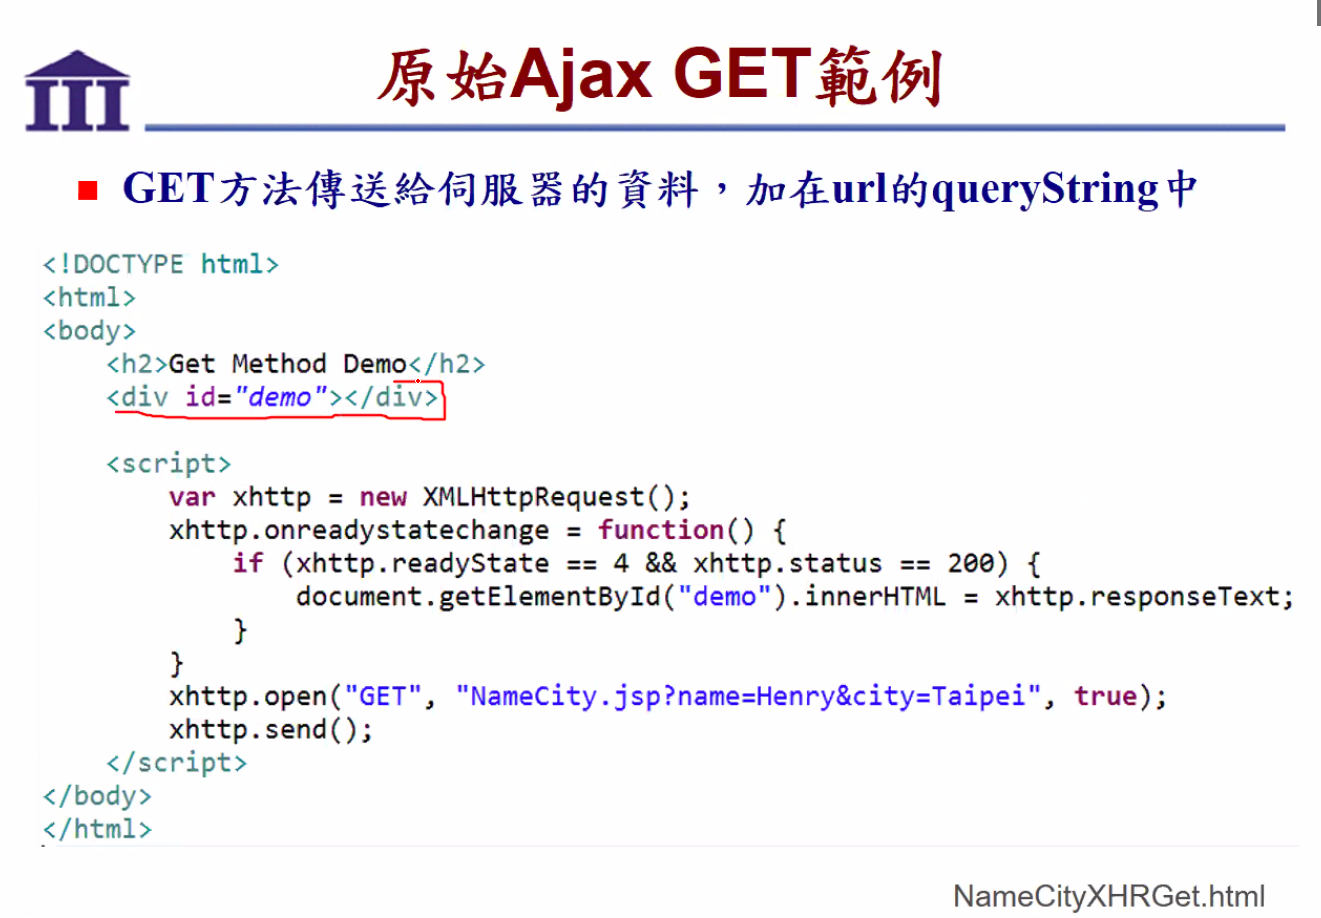 原始Ajax GET範例
GET方法傳送給伺服器的資料，加在url的queryString中
<!DOCTYPE html>
<html>
<body>
    <h2>Get Method Demo</h2>
    <div id="demo"></div>

    <script>
        var xhttp = new XMLHttpRequest();
        xhttp.onreadystatechange = function() {
            if (xhttp.readyState == 4 && xhttp.status == 200) {
                document.getElementById("demo").innerHTML = xhttp.responseText;
            }
        }
        xhttp.open("GET", "NameCity.jsp?name=Henry&city=Taipei", true);
        xhttp.send();
    </script>
</body>
</html>
NameCityXHRGet.html